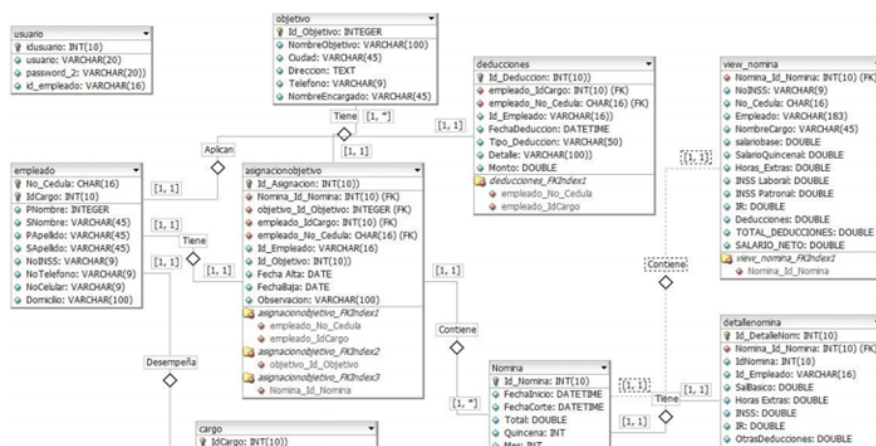 usuario
idusuario: INT(10)
usuario: VARCHAR(20)
password_2: VARCHAR(20))
id_empleado: VARCHAR(16)
objetivo
Id_Objetivo: INTEGER
NombreObjetivo: VARCHAR(100)
Ciudad: VARCHAR(45)
Direccion: TEXT
Telefono: VARCHAR(9)
NombreEncargado: VARCHAR(45)
Tiene
[1, *]
[1, 1]
deducciones
Id_Deduccion: INT(10))
empleado_IdCargo: INT(10) (FK)
empleado_No_Cedula: CHAR(16) (FK)
Id_Empleado: VARCHAR(16))
FechaDeduccion: DATETIME
Tipo_Deduccion: VARCHAR(50)
Detalle: VARCHAR(100))
Monto: DOUBLE
deducciones_FKIndex1
empleado_No_Cedula
empleado_IdCargo
view_nomina
Nomina_Id_Nomina: INT(10) (FK)
NoINSS: VARCHAR(9)
No_Cedula: CHAR(16)
Empleado: VARCHAR(183)
NombreCargo: VARCHAR(45)
salariobase: DOUBLE
SalarioQuincenal: DOUBLE
Horas_Extras: DOUBLE
INSS Laboral: DOUBLE
INSS Patronal: DOUBLE
IR: DOUBLE
Deducciones: DOUBLE
TOTAL_DEDUCCIONES: DOUBLE
SALARIO_NETO: DOUBLE
view_nomina_FKIndex1
Nomina_Id_Nomina
Aplican
[1, 1]
[1, 1]
[1, 1]
empleado
No_Cedula: CHAR(16)
IdCargo: INT(10)
PNombre: INTEGER
SNombre: VARCHAR(45)
PApellido: VARCHAR(45)
SApellido: VARCHAR(45)
NoINSS: VARCHAR(9)
NoTelefono: VARCHAR(9)
NoCelular: VARCHAR(9)
Domicilio: VARCHAR(100)
[1, 1]
Tiene
[1, 1]
[1, 1]
asignacionobjetivo
Id_Asignacion: INT(10))
Nomina_Id_Nomina: INT(10) (FK)
objetivo_Id_Objetivo: INTEGER (FK)
empleado_IdCargo: INT(10) (FK)
empleado_No_Cedula: CHAR(16) (FK)
Id_Empleado: VARCHAR(16)
Id_Objetivo: INT(10))
Fecha Alta: DATE
FechaBaja: DATE
Observacion: VARCHAR(100)
asignacionobjetivo_FKIndex1
empleado_No_Cedula
empleado_IdCargo
asignacionobjetivo_FKIndex2
objetivo_Id_Objetivo
asignacionobjetivo_FKIndex3
Nomina_Id_Nomina
[1, 1]
Contiene
[1, *]
Contiene
Desempeña
Nomina
Id_Nomina: INT(10)
FechaInicio: DATETIME
FechaCorte: DATETIME
Total: DOUBLE
Quincena: INT
Mes: INT
[1, 1]
Tiene
[1, 1]
[1, 1]
detallenomina
Id_DetalleNom: INT(10)
Nomina_Id_Nomina: INT(10) (FK)
IdNomina: INT(10)
Id_Empleado: VARCHAR(16)
SalBasico: DOUBLE
Horas Extras: DOUBLE
INSS: DOUBLE
IR: DOUBLE
OtrasDeducciones: DOUBLE
cargo
IdCargo: INT(10))